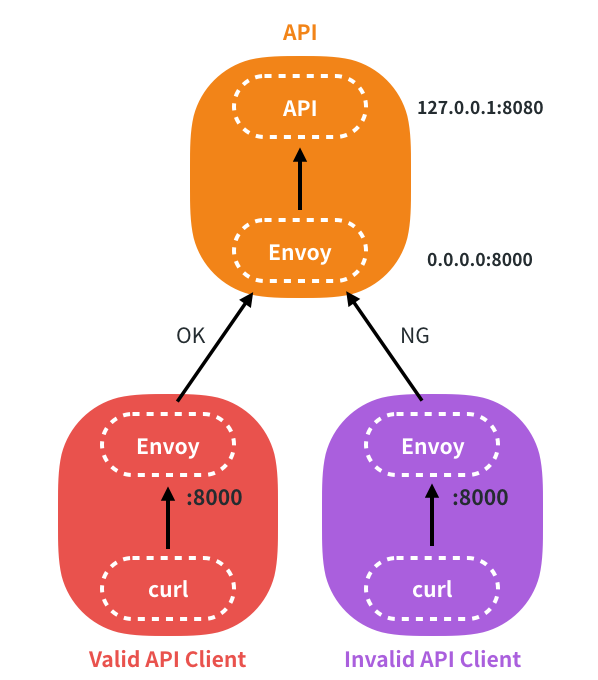 API
API
127.0.0.1:8080
Envoy
0.0.0.0:8000
OK
NG
Envoy
Envoy
:8000
:8000
curl
curl
Valid API Client
Invalid API Client